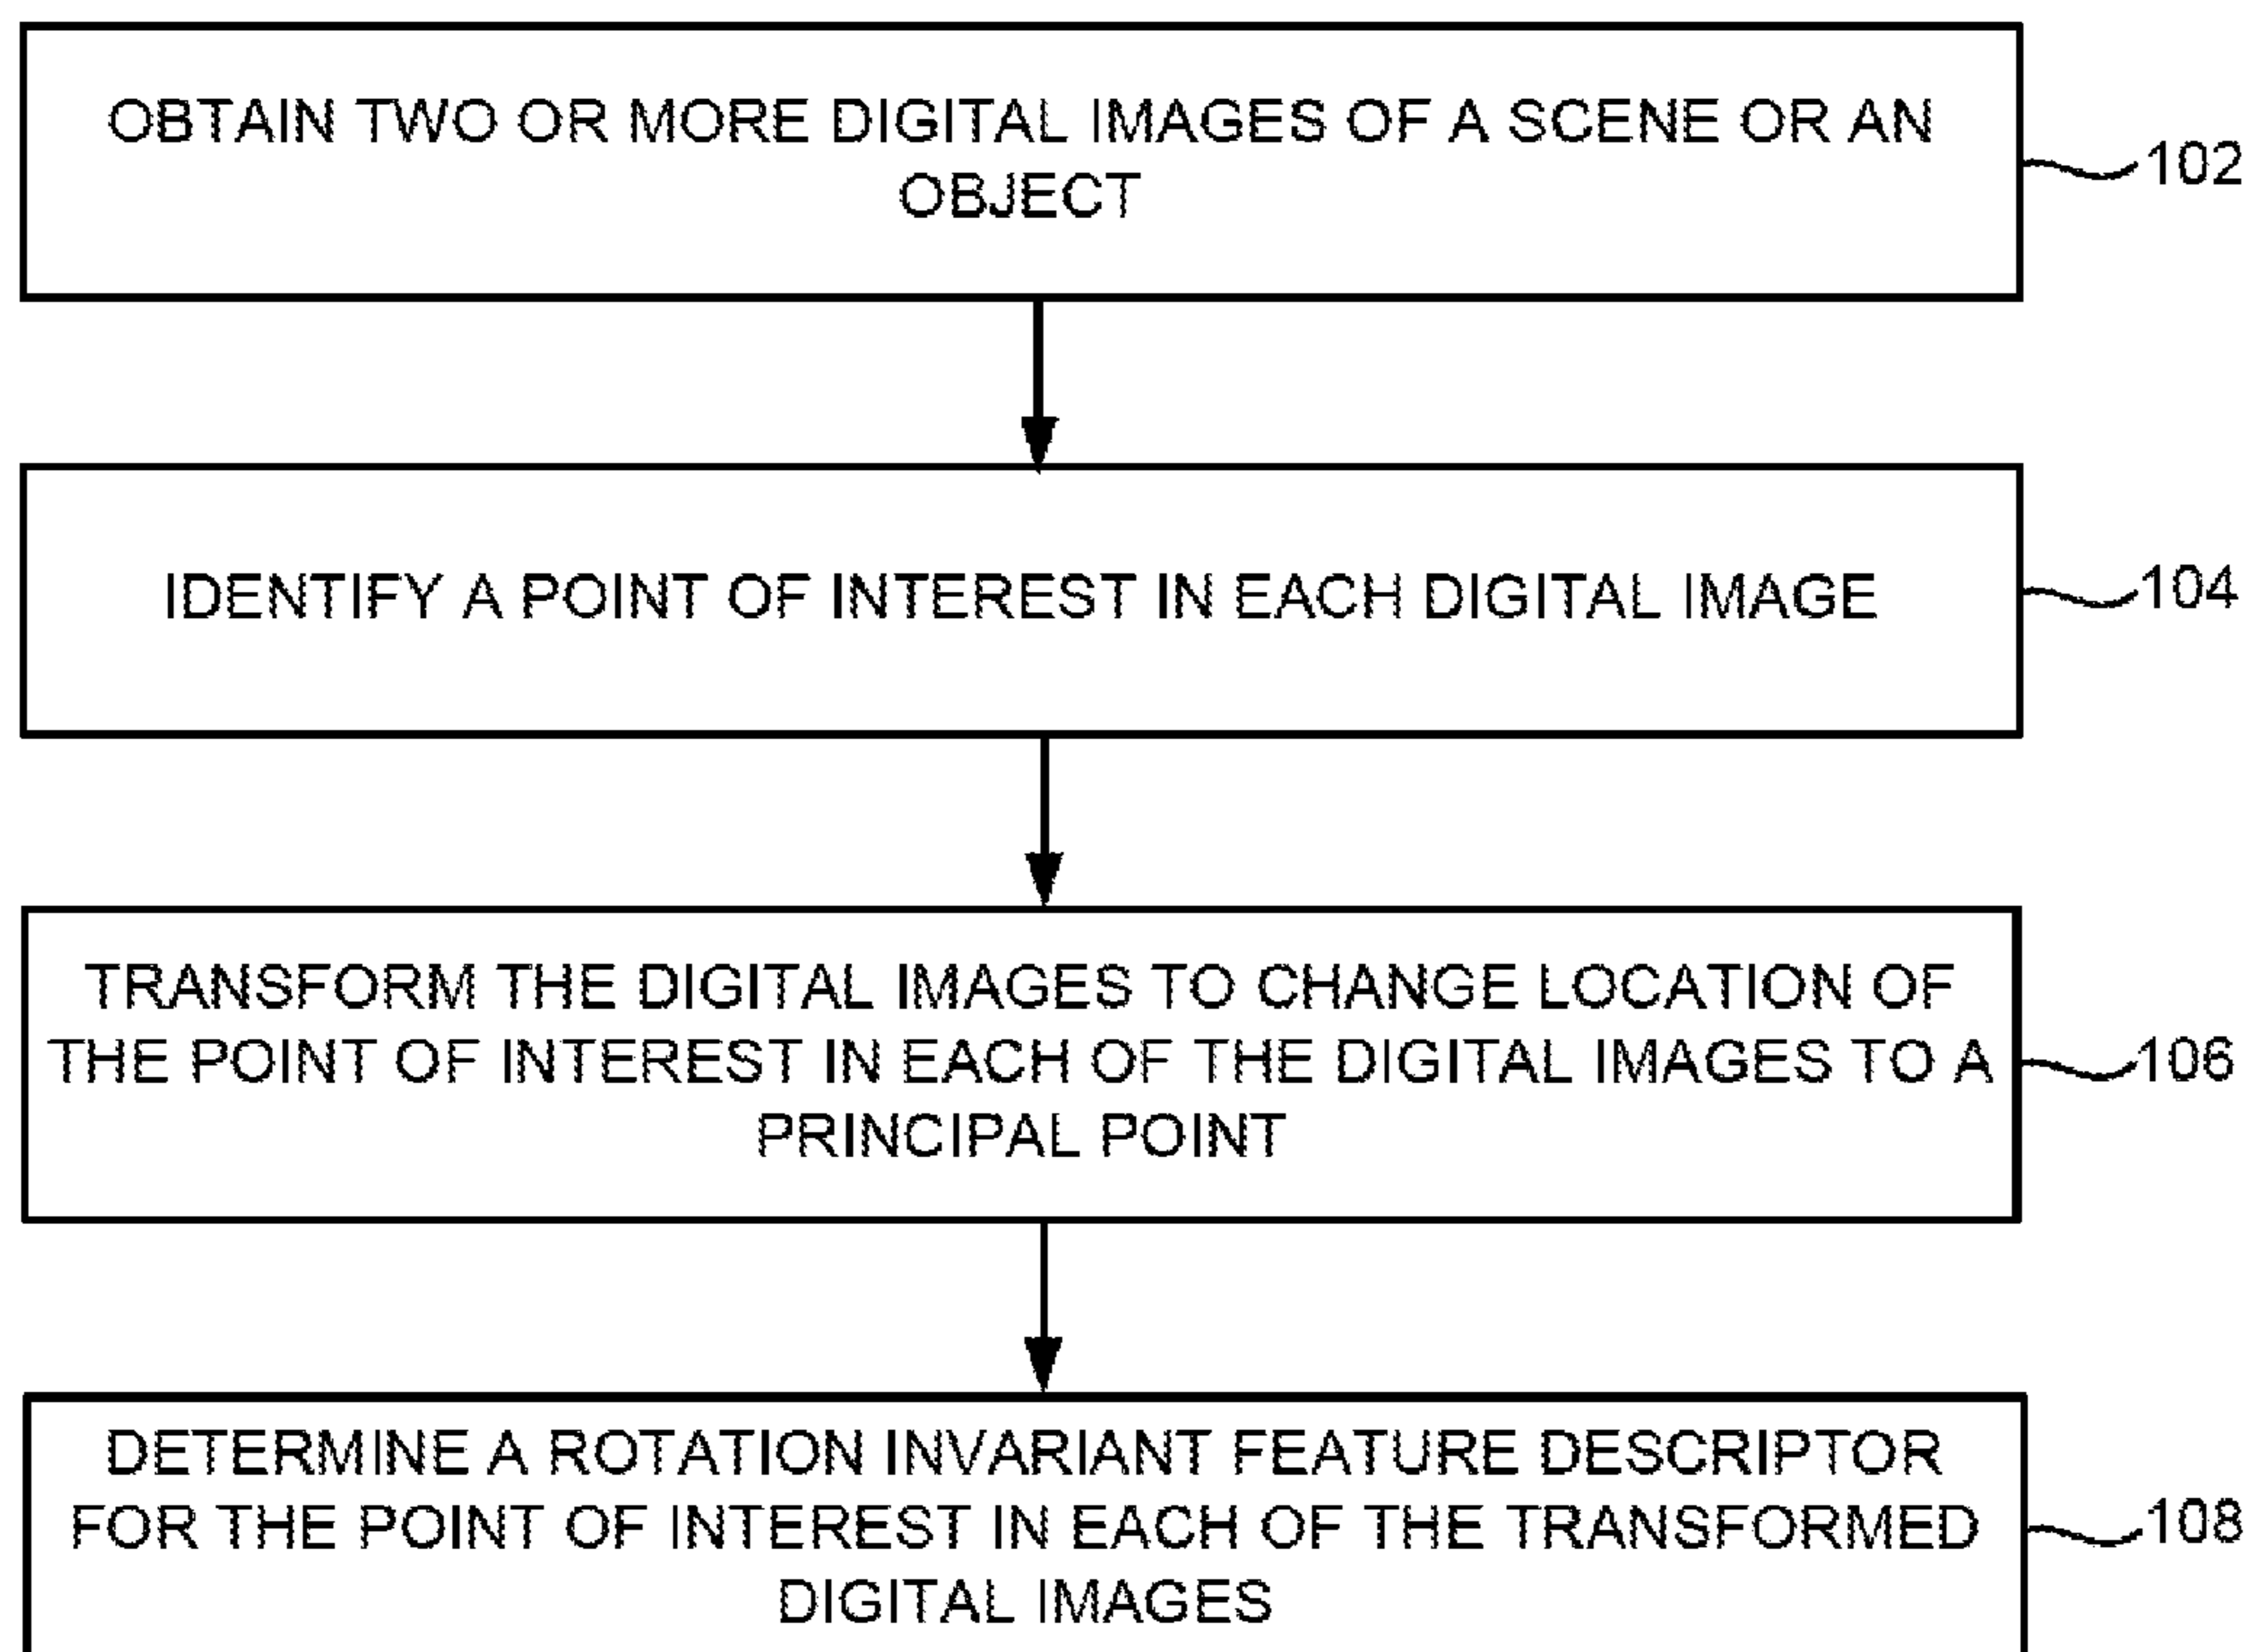 OBTAIN TWO OR MORE DIGITAL IMAGES OF A SCENE OR AN
OBJECT
102
IDENTIFY A POINT OF INTEREST IN EACH DIGITAL IMAGE
104
TRANSFORM THE DIGITAL IMAGES TO CHANGE LOCATION OF
THE POINT OF INTEREST IN EACH OF THE DIGITAL IMAGES TO A
PRINCIPAL POINT
106
DETERMINE A ROTATION INVARIANT FEATURE DESCRIPTOR
FOR THE POINT OF INTEREST IN EACH OF THE TRANSFORMED
DIGITAL IMAGES
108